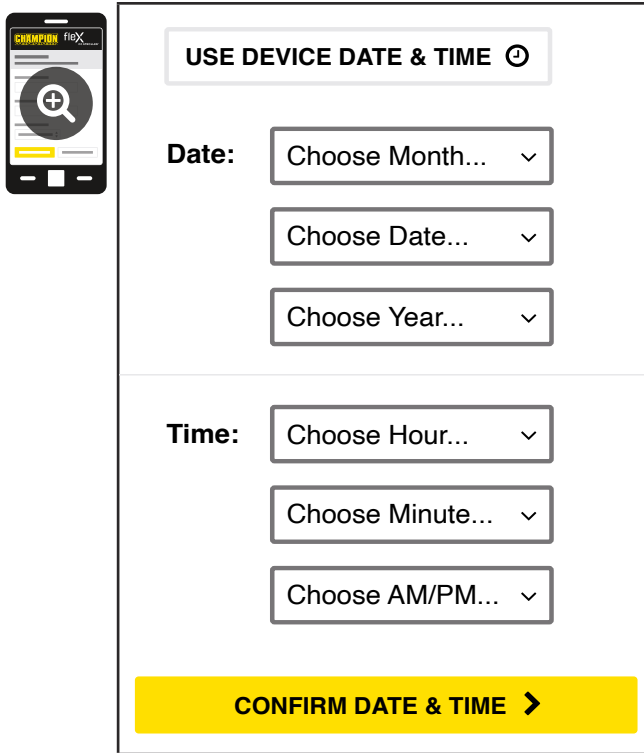 CHAMPION fleX
USE DEVICE DATE & TIME
Date: Choose Month...
Choose Date...
Choose Year...
Time: Choose Hour...
Choose Minute...
Choose AM/PM...
CONFIRM DATE & TIME